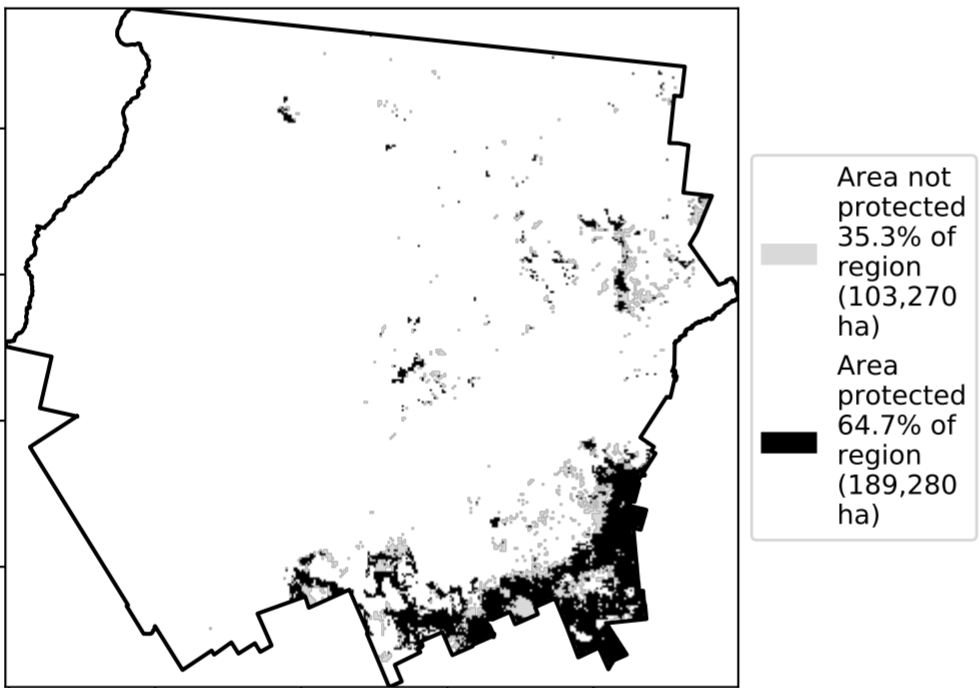 Area not
protected
35.3% of
region
(103,270
ha)
Area
protected
64.7% of
region
(189,280
ha)